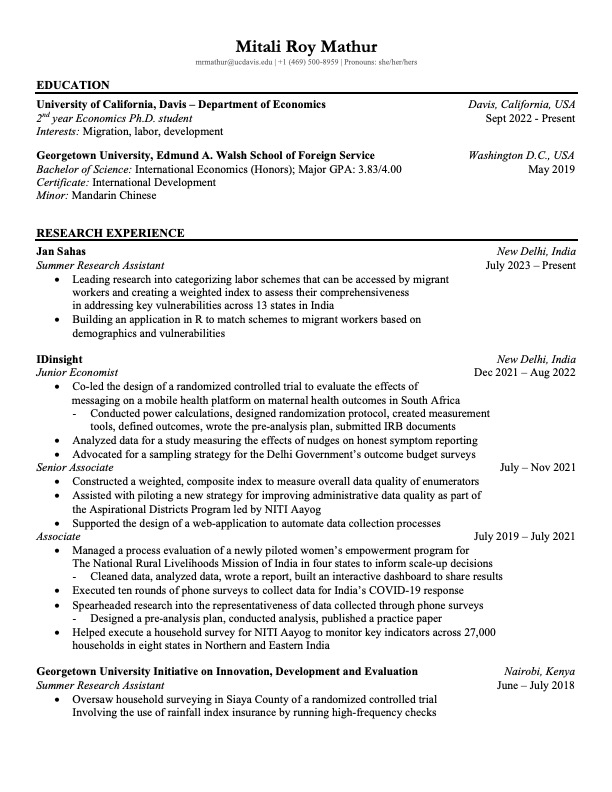 Mitali Roy Mathur
mrmathur@ucdavis.edu | +1 (469) 500-8959 | Pronouns: she/her/hers
EDUCATION
University of California, Davis – Department of Economics Davis, California, USA
2nd year Economics Ph.D. student Sept 2022 - Present
Interests: Migration, labor, development
Georgetown University, Edmund A. Walsh School of Foreign Service Washington D.C., USA
Bachelor of Science: International Economics (Honors); Major GPA: 3.83/4.00 May 2019
Certificate: International Development
Minor: Mandarin Chinese
RESEARCH EXPERIENCE
Jan Sahas New Delhi, India
Summer Research Assistant July 2023 – Present
• Leading research into categorizing labor schemes that can be accessed by migrant
workers and creating a weighted index to assess their comprehensiveness
in addressing key vulnerabilities across 13 states in India
• Building an application in R to match schemes to migrant workers based on
demographics and vulnerabilities
IDinsight New Delhi, India
Junior Economist Dec 2021 – Aug 2022
• Co-led the design of a randomized controlled trial to evaluate the effects of
messaging on a mobile health platform on maternal health outcomes in South Africa
- Conducted power calculations, designed randomization protocol, created measurement
tools, defined outcomes, wrote the pre-analysis plan, submitted IRB documents
• Analyzed data for a study measuring the effects of nudges on honest symptom reporting
• Advocated for a sampling strategy for the Delhi Government's outcome budget surveys
Senior Associate July – Nov 2021
• Constructed a weighted, composite index to measure overall data quality of enumerators
• Assisted with piloting a new strategy for improving administrative data quality as part of
the Aspirational Districts Program led by NITI Aayog
• Supported the design of a web-application to automate data collection processes
Associate July 2019 – July 2021
• Managed a process evaluation of a newly piloted women's empowerment program for
The National Rural Livelihoods Mission of India in four states to inform scale-up decisions
- Cleaned data, analyzed data, wrote a report, built an interactive dashboard to share results
• Executed ten rounds of phone surveys to collect data for India's COVID-19 response
• Spearheaded research into the representativeness of data collected through phone surveys
- Designed a pre-analysis plan, conducted analysis, published a practice paper
• Helped execute a household survey for NITI Aayog to monitor key indicators across 27,000
households in eight states in Northern and Eastern India
Georgetown University Initiative on Innovation, Development and Evaluation Nairobi, Kenya
Summer Research Assistant June – July 2018
• Oversaw household surveying in Siaya County of a randomized controlled trial
Involving the use of rainfall index insurance by running high-frequency checks